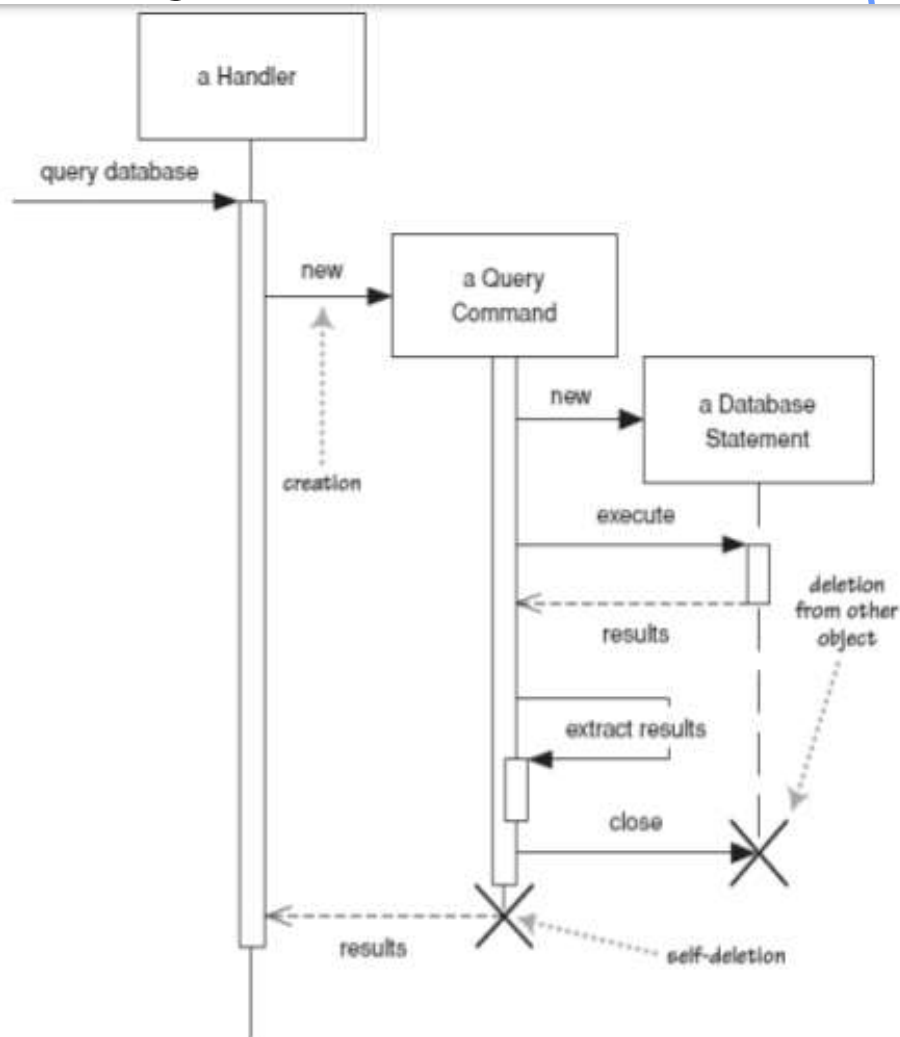 a Handler
query database
new
a Query
Command
new
a Database
Statement
creation
execute
deletion
from other
object
results
extract results
close
results
self-deletion